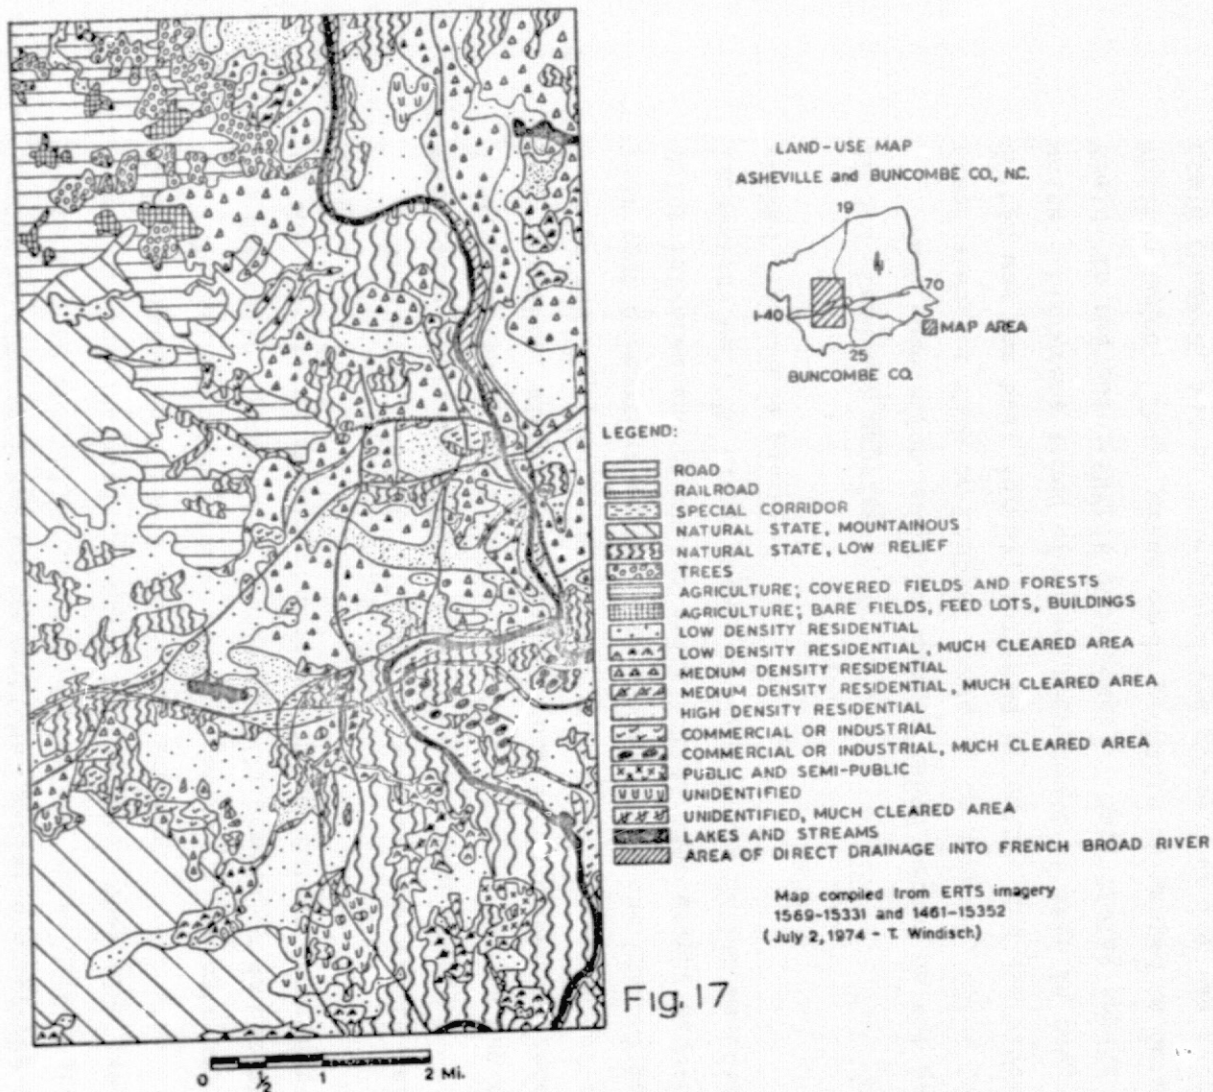 LAND-USE MAP
ASHEVILLE and BUNCOMBE CO., N.C.
19
70
I-40
MAP AREA
25
BUNCOMBE CO.
LEGEND:
ROAD
RAILROAD
SPECIAL CORRIDOR
NATURAL STATE, MOUNTAINOUS
NATURAL STATE, LOW RELIEF
TREES
AGRICULTURE; COVERED FIELDS AND FORESTS
AGRICULTURE; BARE FIELDS, FEED LOTS, BUILDINGS
LOW DENSITY RESIDENTIAL
LOW DENSITY RESIDENTIAL, MUCH CLEARED AREA
MEDIUM DENSITY RESIDENTIAL
MEDIUM DENSITY RESIDENTIAL, MUCH CLEARED AREA
HIGH DENSITY RESIDENTIAL
COMMERCIAL OR INDUSTRIAL
COMMERCIAL OR INDUSTRIAL, MUCH CLEARED AREA
PUBLIC AND SEMI-PUBLIC
UNIDENTIFIED
UNIDENTIFIED, MUCH CLEARED AREA
LAKES AND STREAMS
AREA OF DIRECT DRAINAGE INTO FRENCH BROAD RIVER
Map compiled from ERTS imagery
1569-15331 and 1461-15352
(July 2, 1974 - T. Windisch)
Fig. 17
0 ½ 1 2 Mi.